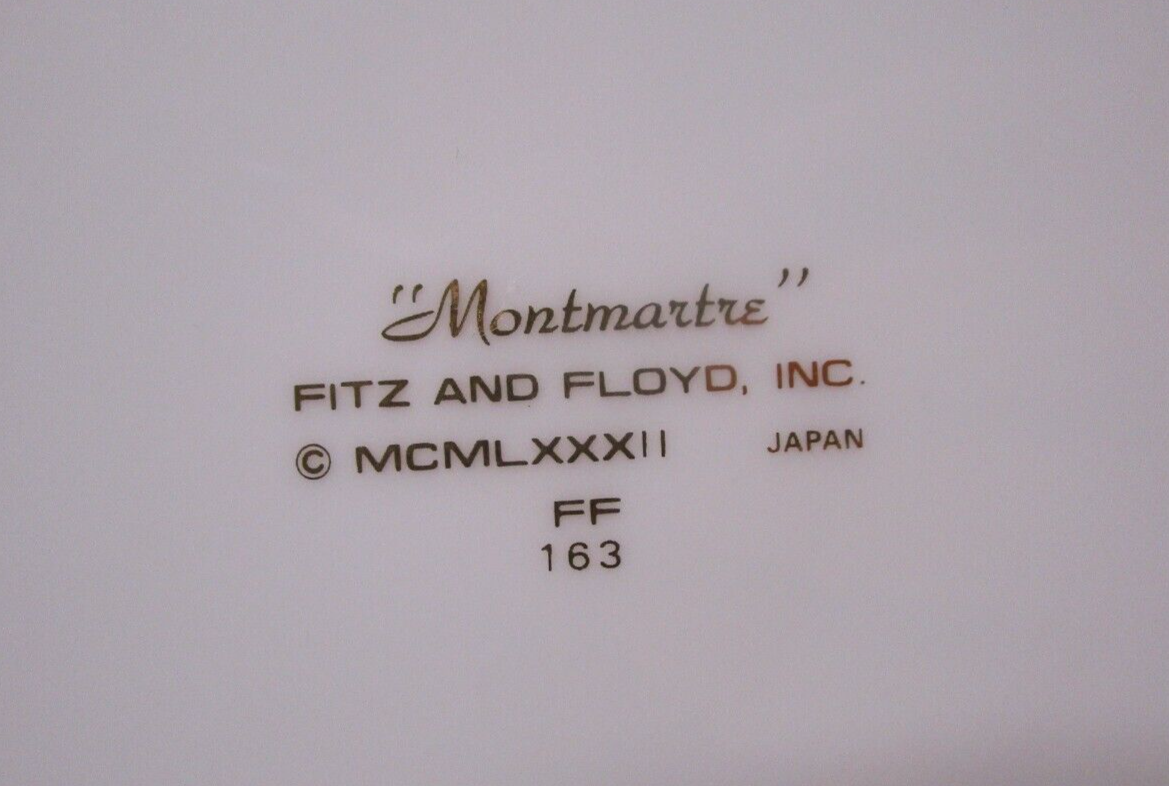 "Montmartre"
FITZ AND FLOYD, INC.
© MCMLXXXII JAPAN
FF
163